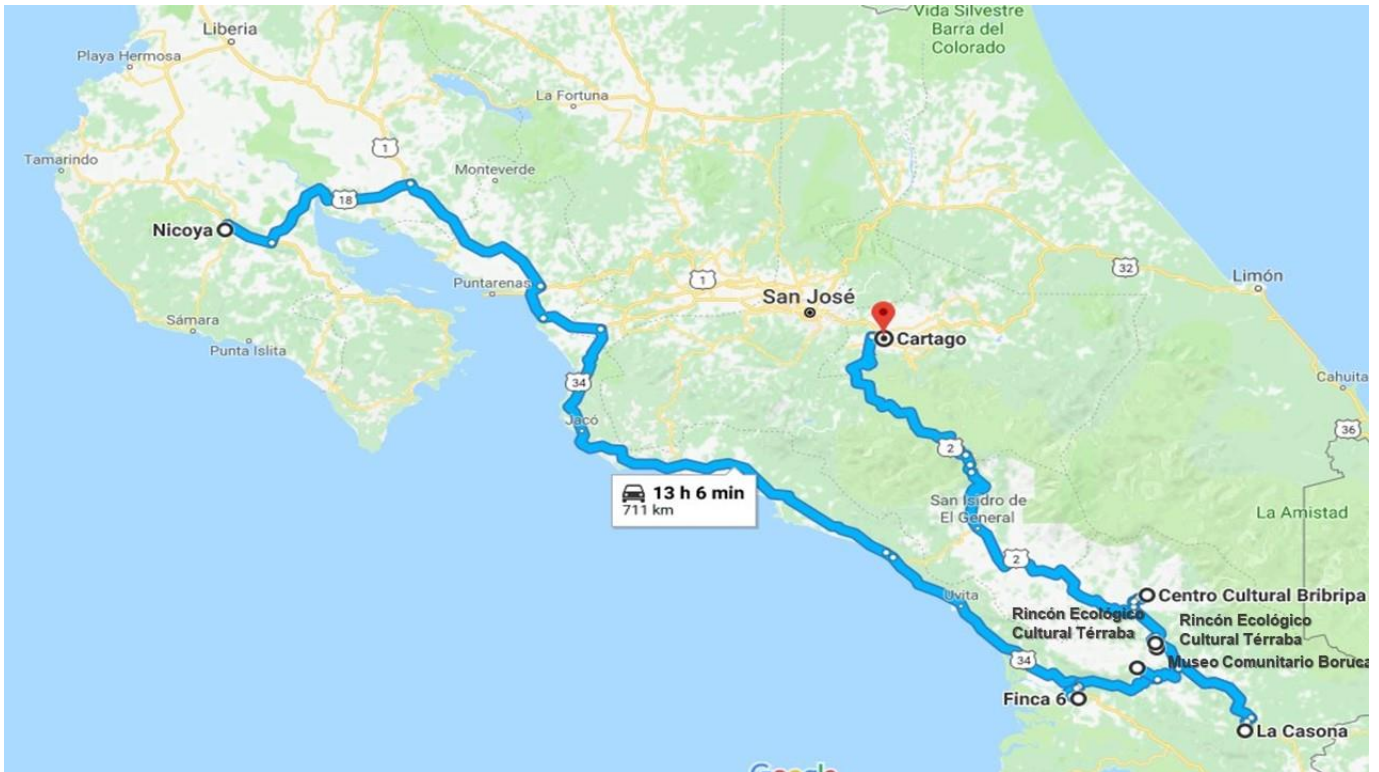 Vida Silvestre
Barra del
Colorado
Liberia
Playa Hermosa
La Fortuna
1
Tamarindo
Monteverde
18
Nicoya
Puntarenas
1
32
Limón
San José
Sámara
Cartago
Punta Islita
34
Cahuita
Jacó
36
2
13 h 6 min
711 km
San Isidro de
El General
La Amistad
2
Uvita
Centro Cultural Bribripa
Rincón Ecológico
Cultural Térraba
Rincón Ecológico
Cultural Térraba
34
Museo Comunitario Boruca
Finca 6
La Casona
Google